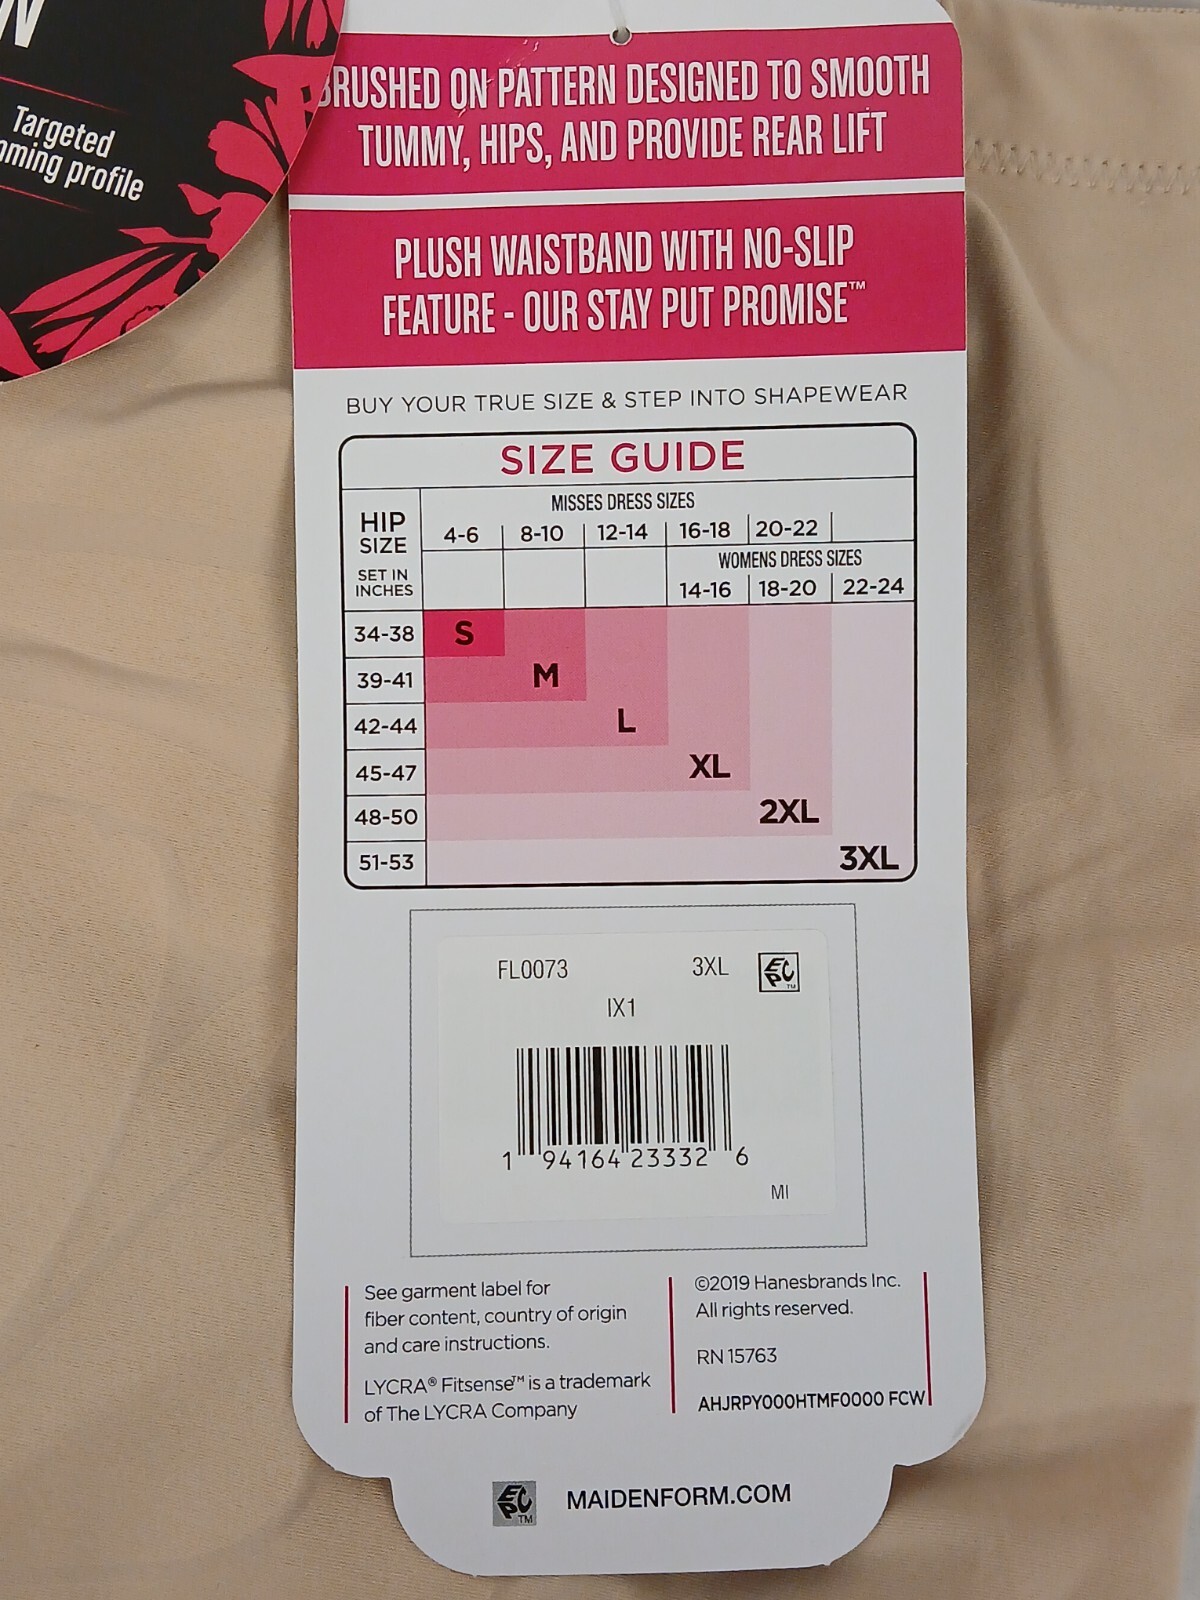 Targeted
profile
BRUSHED ON PATTERN DESIGNED TO SMOOTH
TUMMY, HIPS, AND PROVIDE REAR LIFT
PLUSH WAISTBAND WITH NO-SLIP
FEATURE - OUR STAY PUT PROMISE™
BUY YOUR TRUE SIZE & STEP INTO SHAPEWEAR
SIZE GUIDE
HIP SIZE
SET IN INCHES
MISSES DRESS SIZES
4-6 8-10 12-14 16-18 20-22
WOMENS DRESS SIZES
14-16 18-20 22-24
34-38 S
39-41 M
42-44 L
45-47 XL
48-50 2XL
51-53 3XL
FL0073 3XL EPC™
IX1
1 94164 23332 6
MI
See garment label for
fiber content, country of origin
and care instructions.
LYCRA® Fitsense™ is a trademark
of The LYCRA Company
©2019 Hanesbrands Inc.
All rights reserved.
RN 15763
AHJRPY000HTMF0000 FCW
EPC™ MAIDENFORM.COM